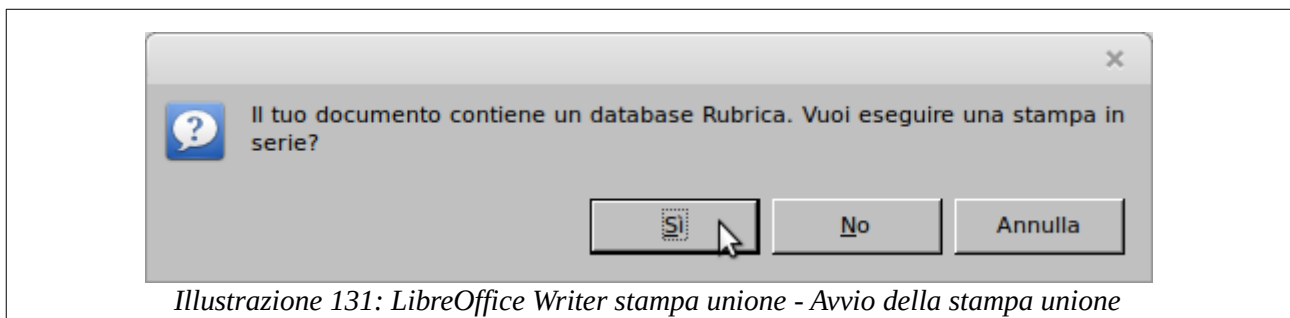 Il tuo documento contiene un database Rubrica. Vuoi eseguire una stampa in
serie?
Sì
No
Annulla
Illustrazione 131: LibreOffice Writer stampa unione - Avvio della stampa unione